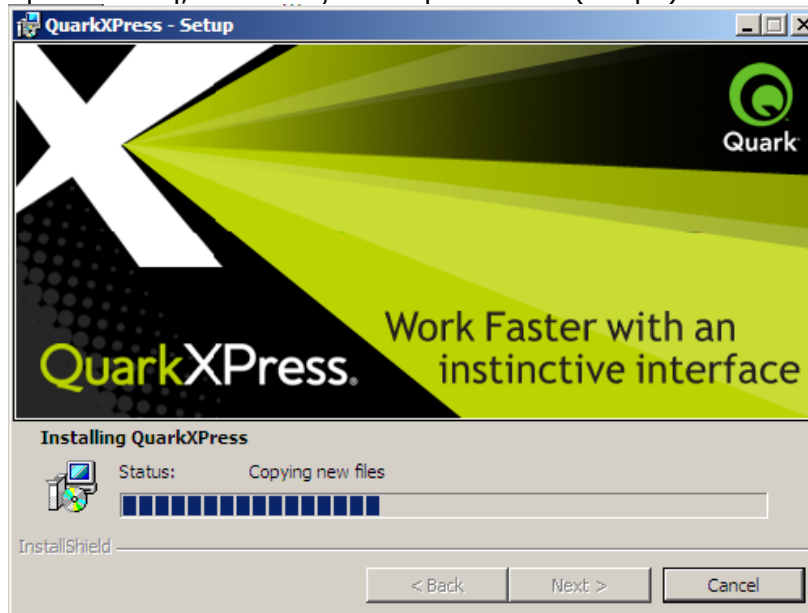 QuarkXPress - Setup
Quark
Work Faster with an
instinctive interface
QuarkXPress.
Installing QuarkXPress
Status: Copying new files
InstallShield
< Back Next > Cancel